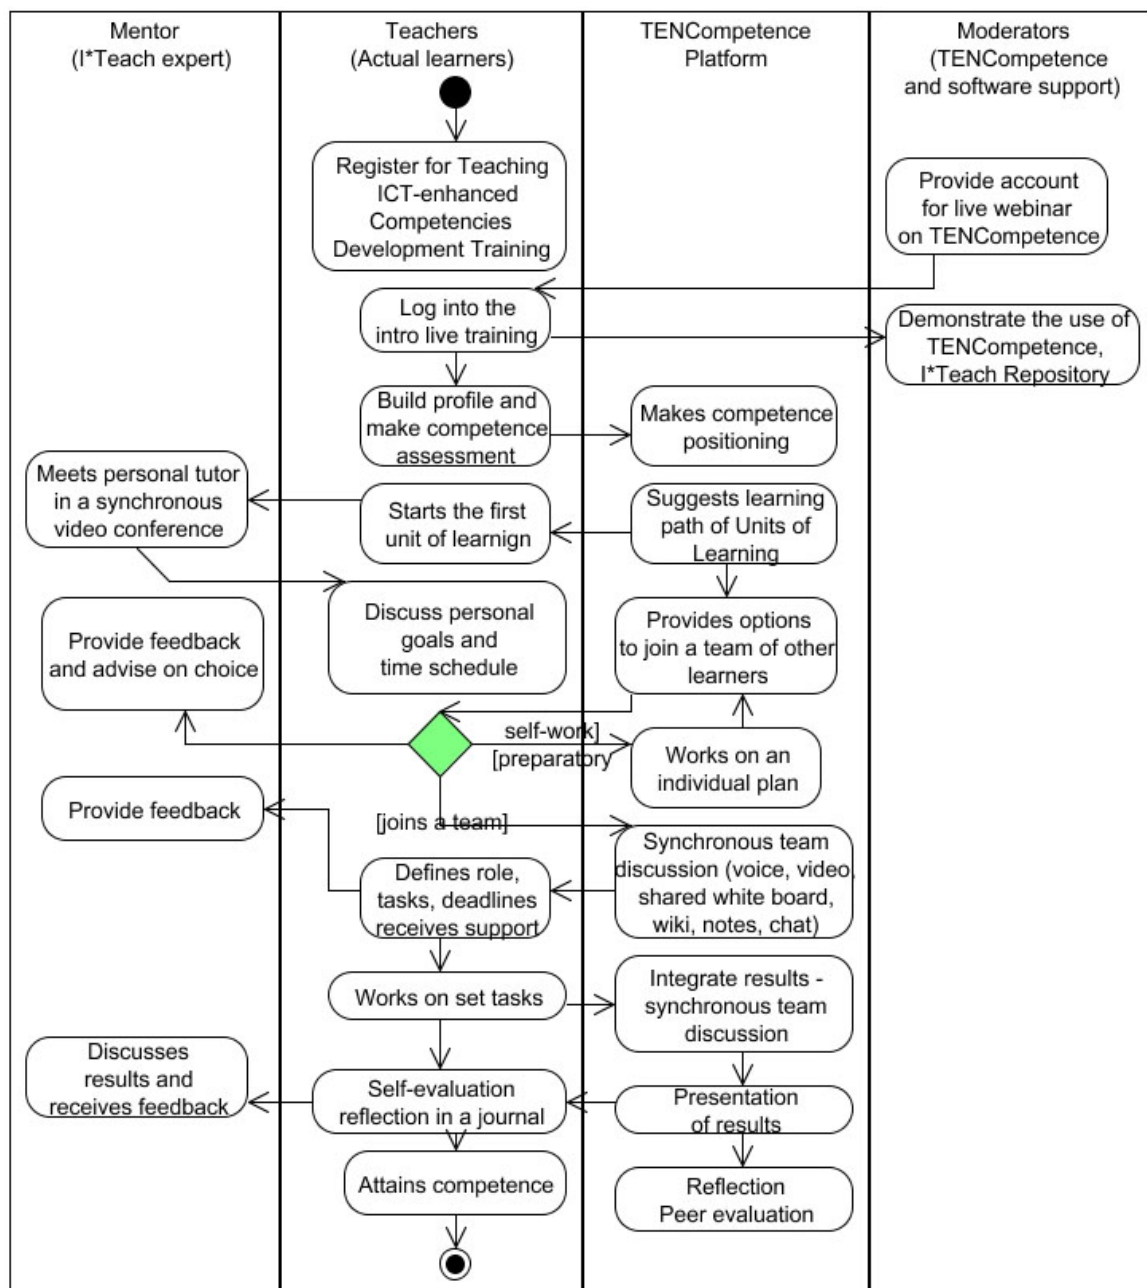 Mentor
(I*Teach expert)
Teachers
(Actual learners)
TENCompetence
Platform
Moderators
(TENCompetence
and software support)
Register for Teaching
ICT-enhanced
Competencies
Development Training
Provide account
for live webinar
on TENCompetence
Log into the
intro live training
Demonstrate the use of
TENCompetence,
I*Teach Repository
Build profile and
make competence
assessment
Makes competence
positioning
Meets personal tutor
in a synchronous
video conference
Starts the first
unit of learnign
Suggests learning
path of Units of
Learning
Provide feedback
and advise on choice
Discuss personal
goals and
time schedule
Provides options
to join a team of other
learners
self-work]
[preparatory
Works on an
individual plan
Provide feedback
[joins a team]
Synchronous team
discussion (voice, video,
shared white board,
wiki, notes, chat)
Defines role,
tasks, deadlines
receives support
Works on set tasks
Integrate results -
synchronous team
discussion
Discusses
results and
receives feedback
Self-evaluation
reflection in a journal
Presentation
of results
Attains competence
Reflection
Peer evaluation